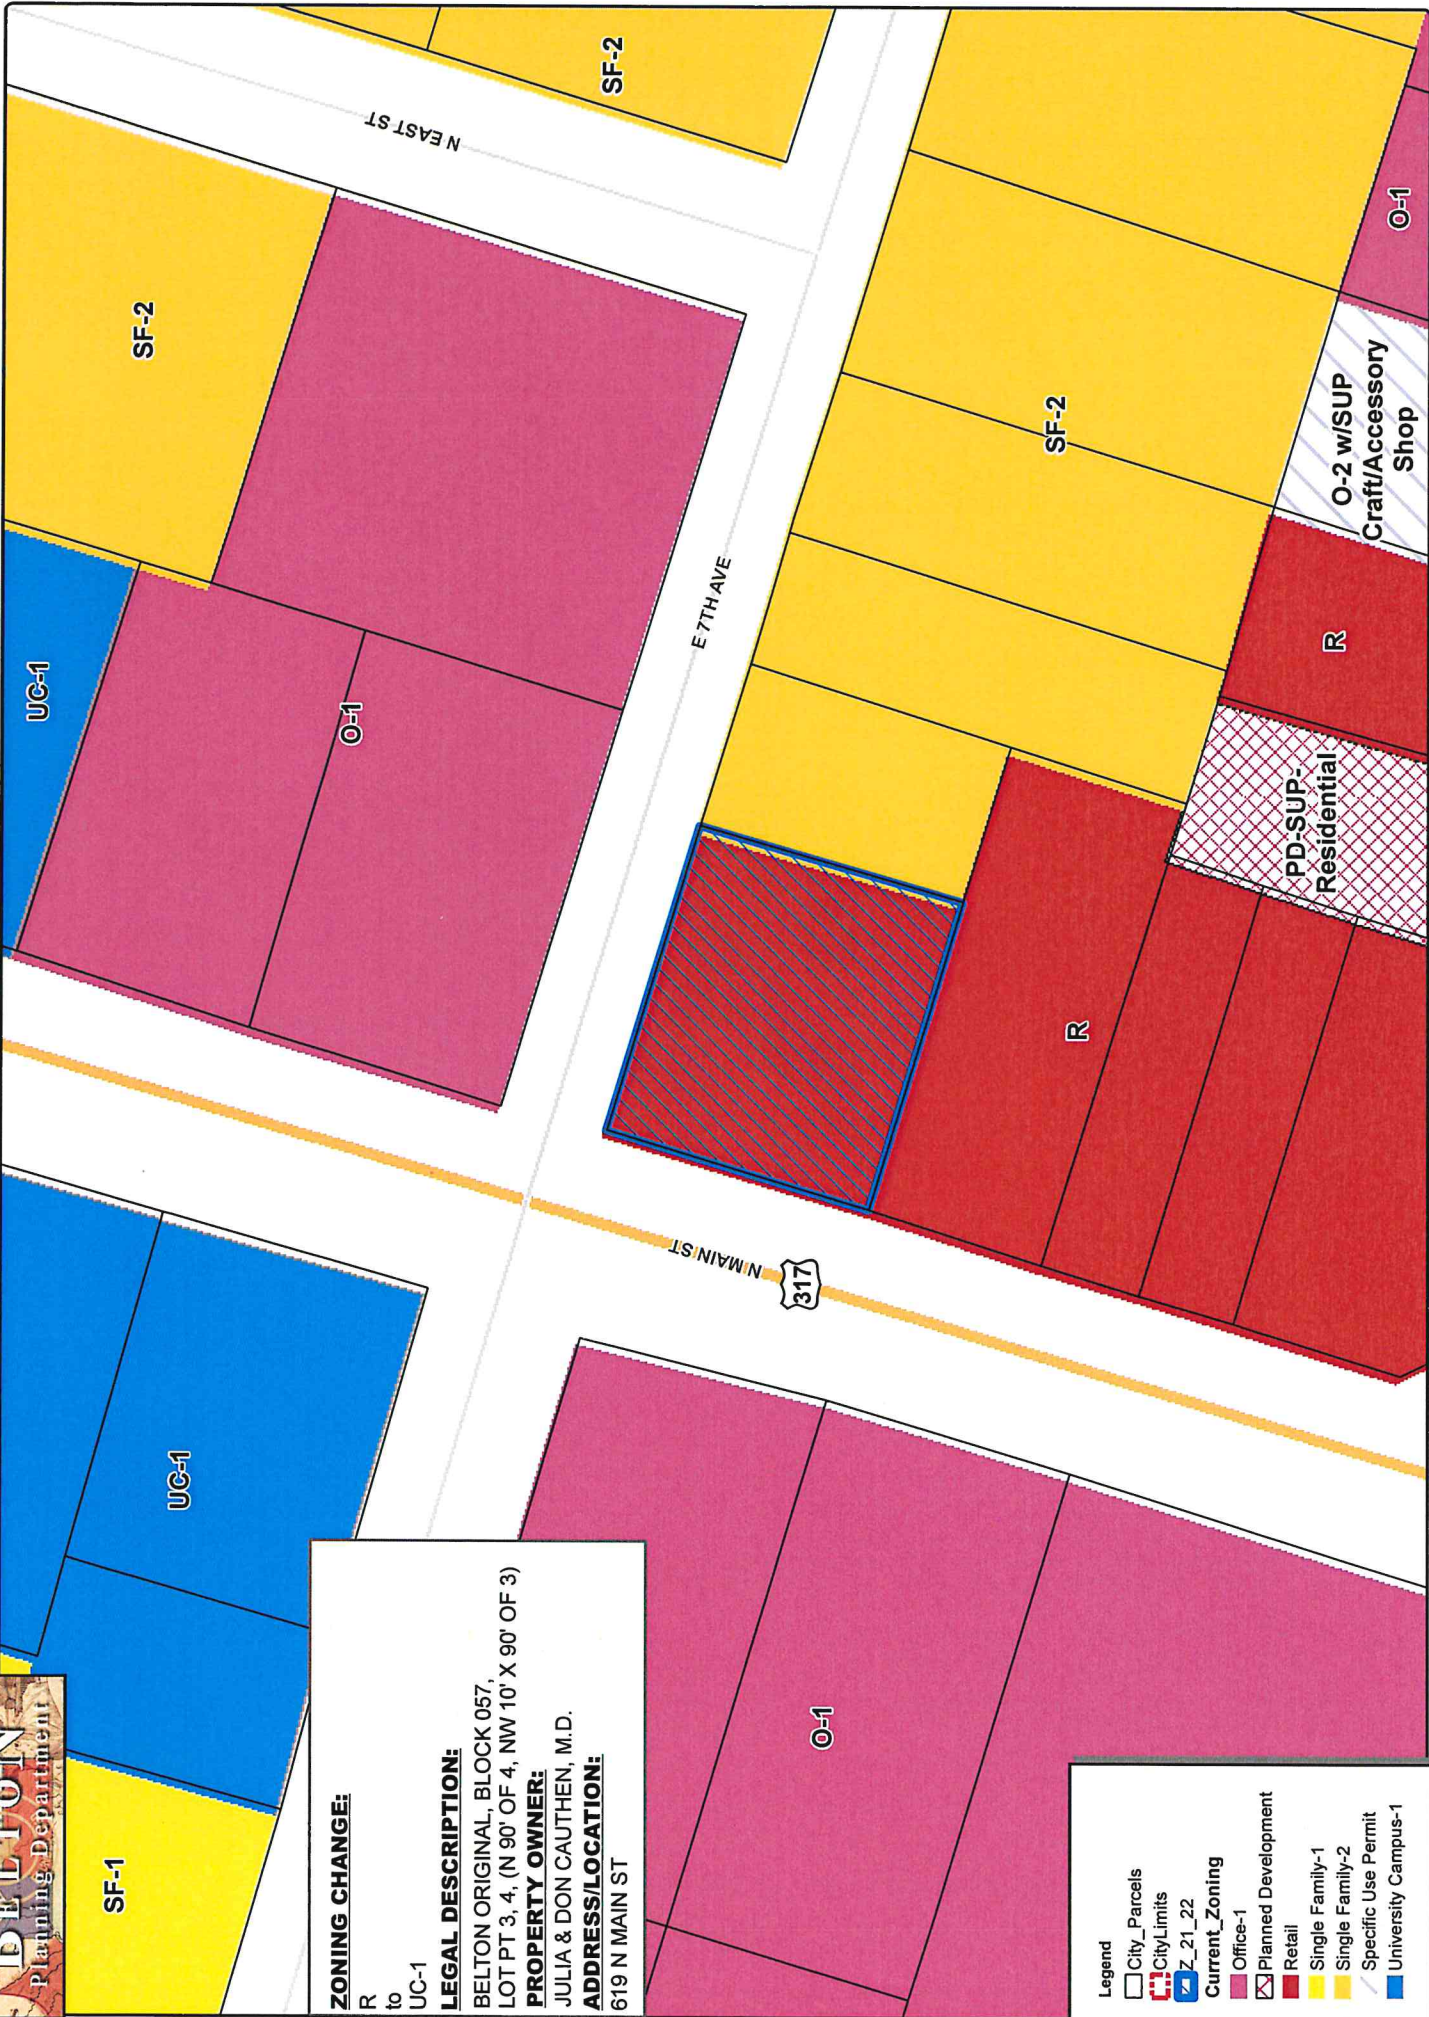 BELTON
Planning Department
SF-1
UC-1
UC-1
SF-2
SF-2
N EAST ST
O-1
E 7TH AVE
N MAIN ST
317
SF-2
R
R
O-1
O-1
O-2 w/SUP
Craft/Accessory
Shop
PD-SUP-
Residential
ZONING CHANGE:
R
to
UC-1
LEGAL DESCRIPTION:
BELTON ORIGINAL, BLOCK 057,
LOT PT 3, 4, (N 90' OF 4, NW 10' X 90' OF 3)
PROPERTY OWNER:
JULIA & DON CAUTHEN, M.D.
ADDRESS/LOCATION:
619 N MAIN ST
Legend
City_Parcels
CityLimits
Z_21_22
Current_Zoning
Office-1
Planned Development
Retail
Single Family-1
Single Family-2
Specific Use Permit
University Campus-1